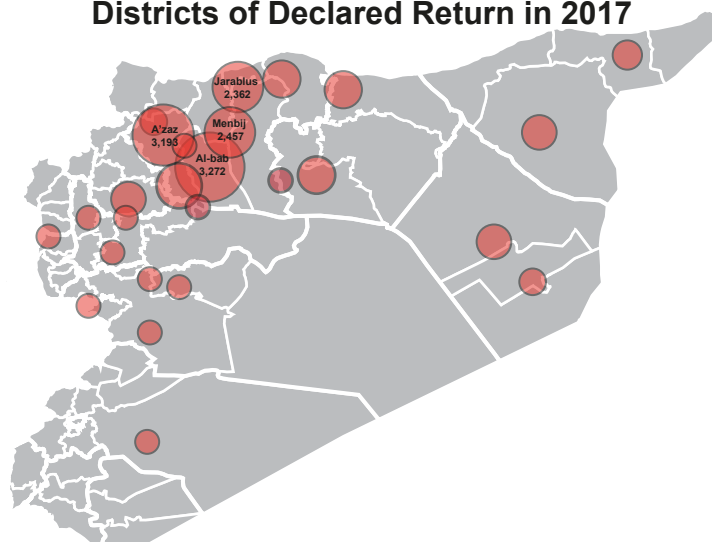 Districts of Declared Return in 2017
Jarablus
2,362
A'zaz
3,193
Menbij
2,457
Al-bab
3,272